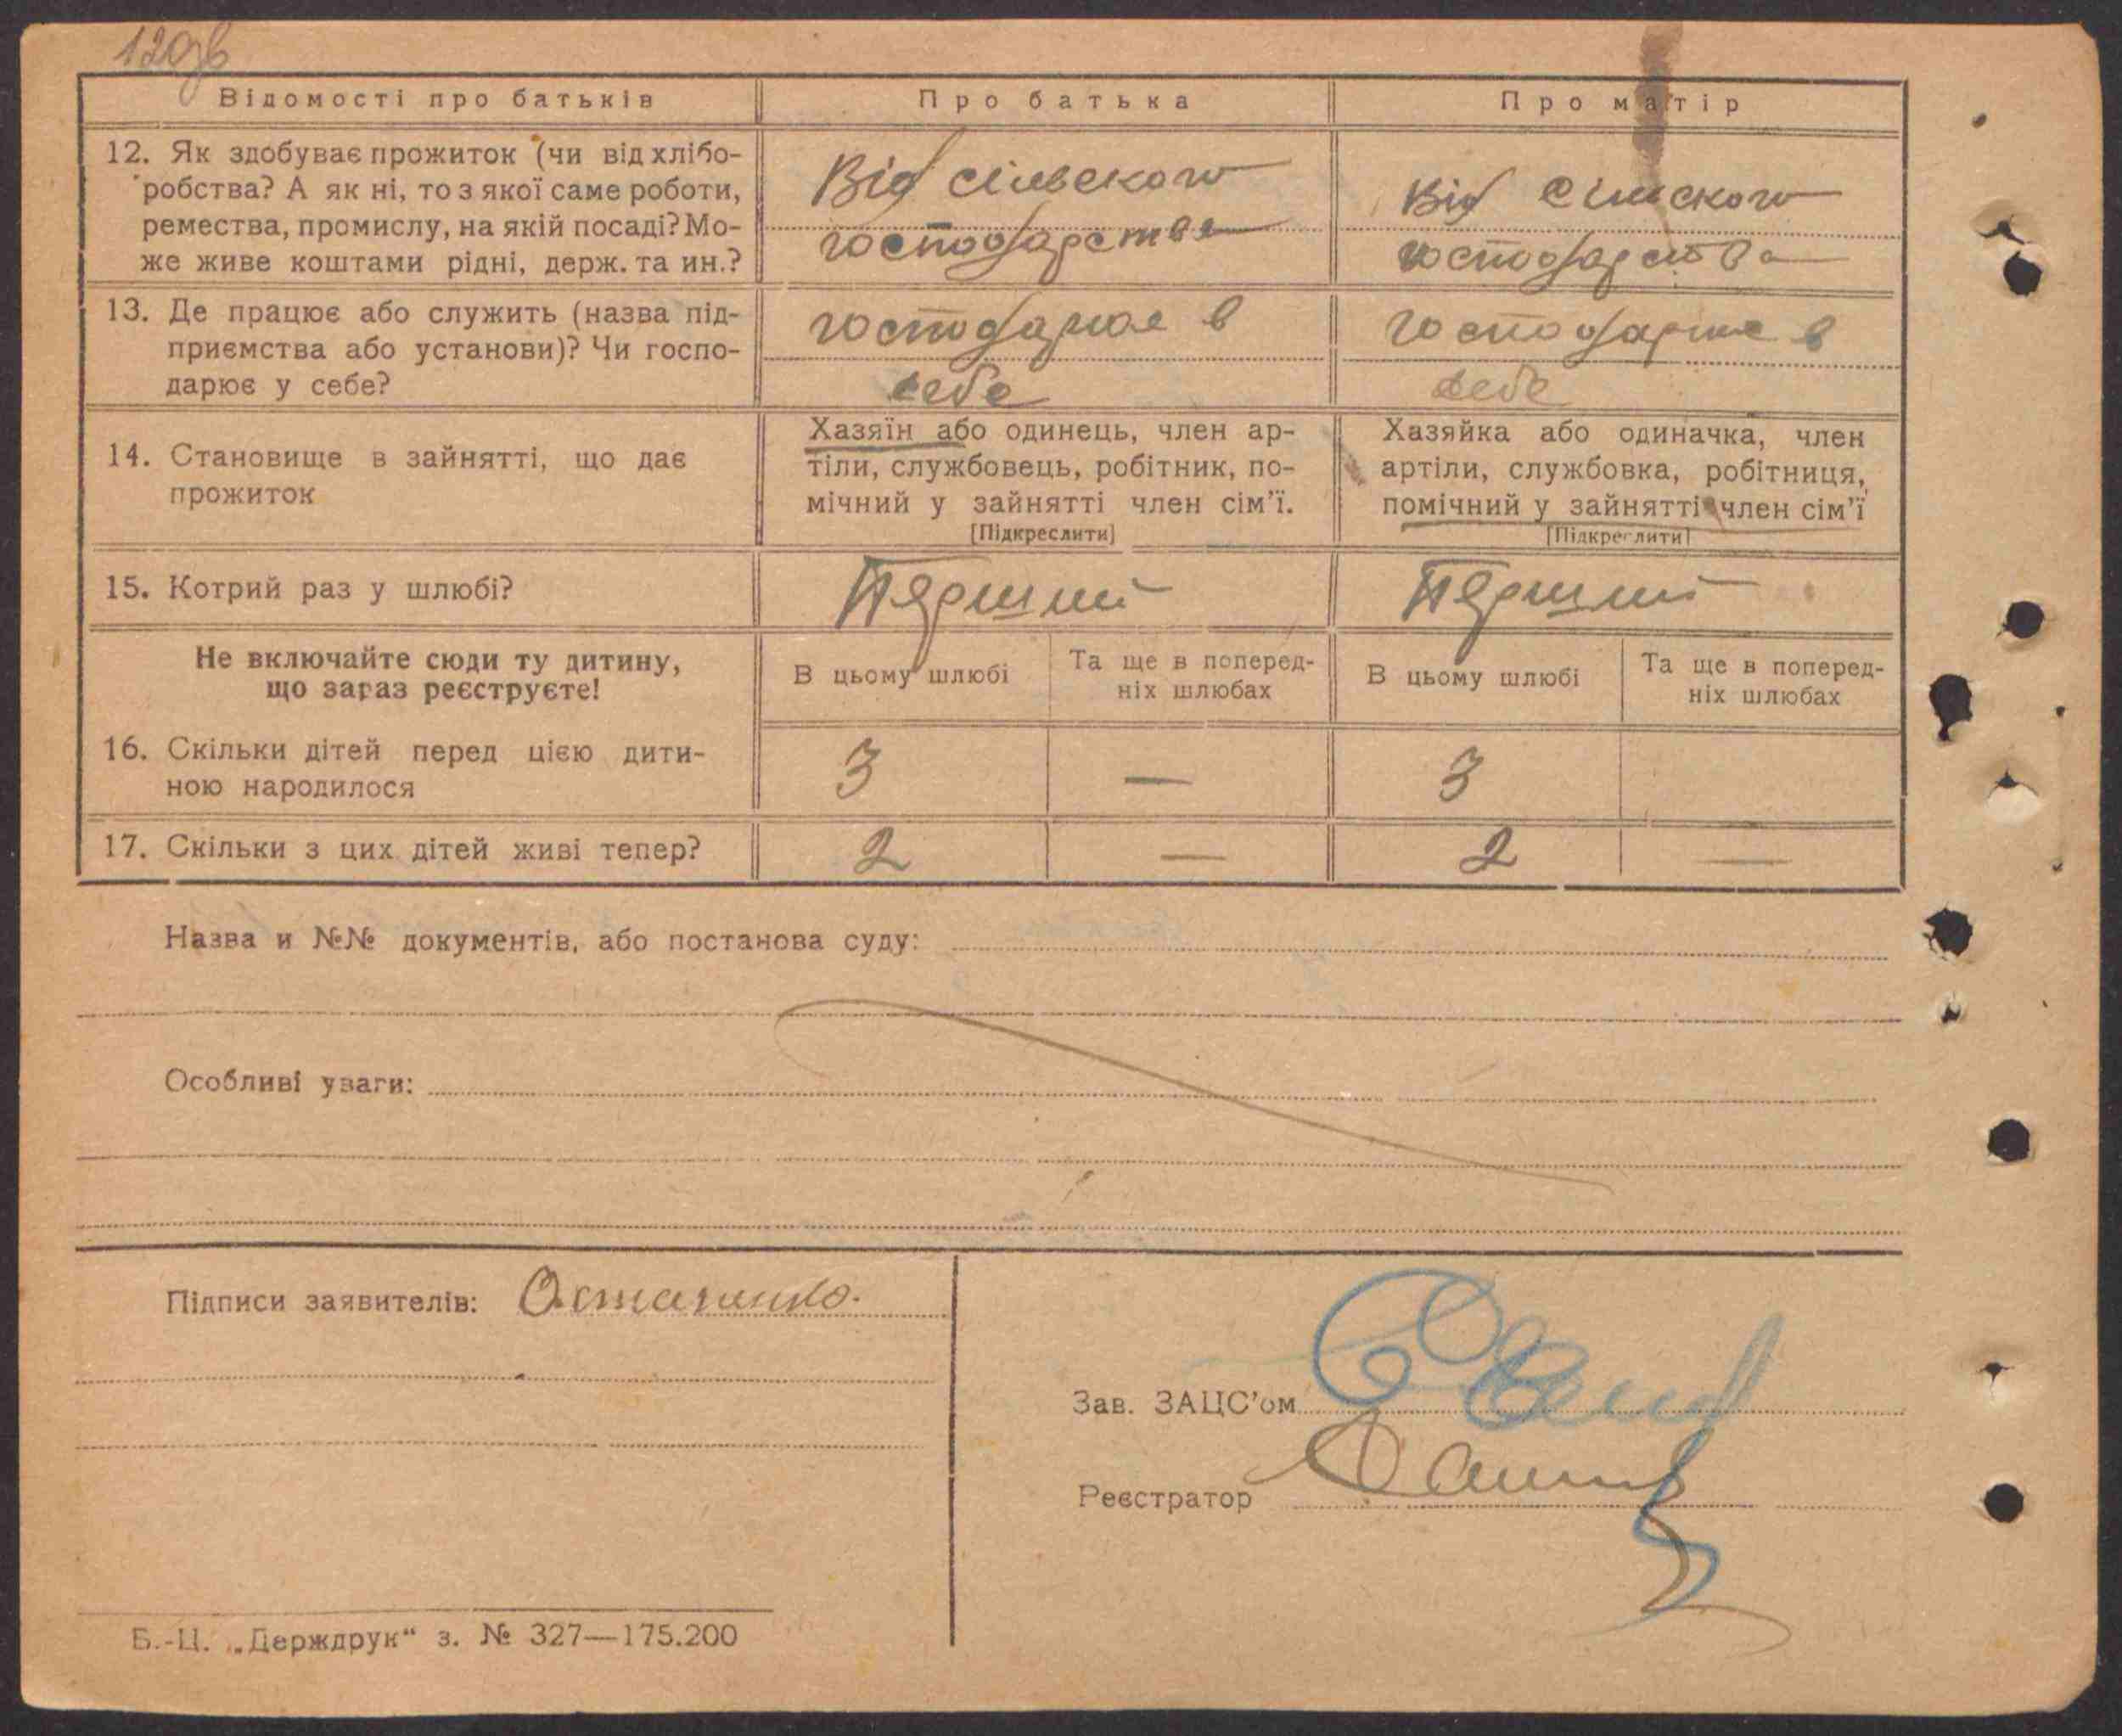 120зв
Відомості про батьків
Про батька
Про матір
12. Як здобуває прожиток (чи від хлібо-
робства? А як ні, то з якої саме роботи,
ремества, промислу, на якій посаді? Мо-
же живе коштами рідні, держ. та ин.?
Від сільского
господарства
Від сільского
господарства
13. Де працює або служить (назва під-
приємства або установи)? Чи госпо-
дарює у себе?
господарює в
себе
господарює в
себе
14. Становище в зайнятті, що дає
прожиток
Хазяїн або одинець, член ар-
тіли, службовець, робітник, по-
мічний у зайнятті член сім'ї.
[Підкреслити]
Хазяйка або одиначка, член
артіли, службовка, робітниця,
помічний у зайнятті член сім'ї
[Підкреслити]
15. Котрий раз у шлюбі?
Перший
Перший
Не включайте сюди ту дитину,
що зараз реєструєте!
В цьому шлюбі
Та ще в поперед-
ніх шлюбах
В цьому шлюбі
Та ще в поперед-
ніх шлюбах
16. Скільки дітей перед цією дити-
ною народилося
3 — 3
17. Скільки з цих дітей живі тепер?
2 — 2 —
Назва и №№ документів, або постанова суду:
Особливі уваги:
Підписи заявителів: Остапенко.
Зав. ЗАЦС'ом
Реєстратор
Б.-Ц. „Держдрук“ з. № 327—175.200